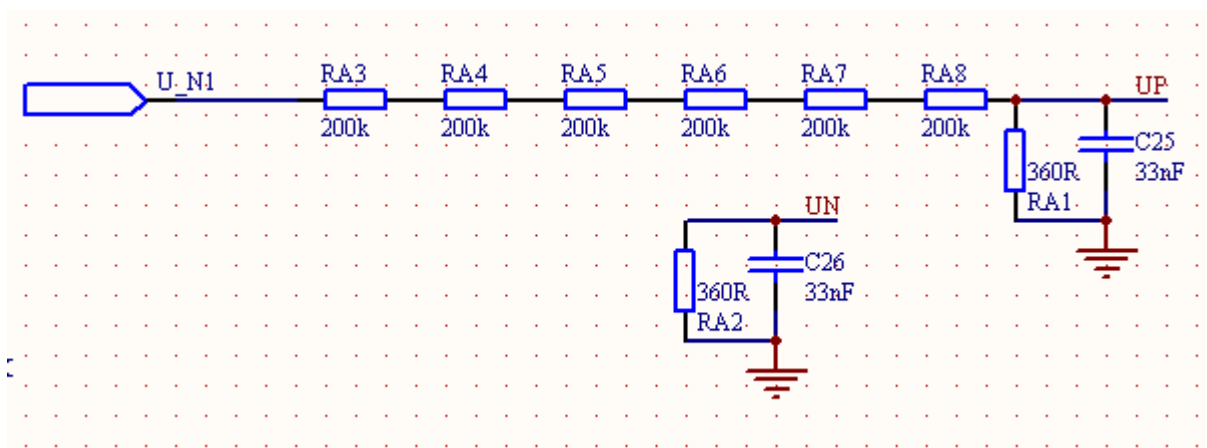 U_N1
RA3 RA4 RA5 RA6 RA7 RA8 UP
200k 200k 200k 200k 200k 200k
C25
360R 33nF
RA1
UN
C26
360R 33nF
RA2